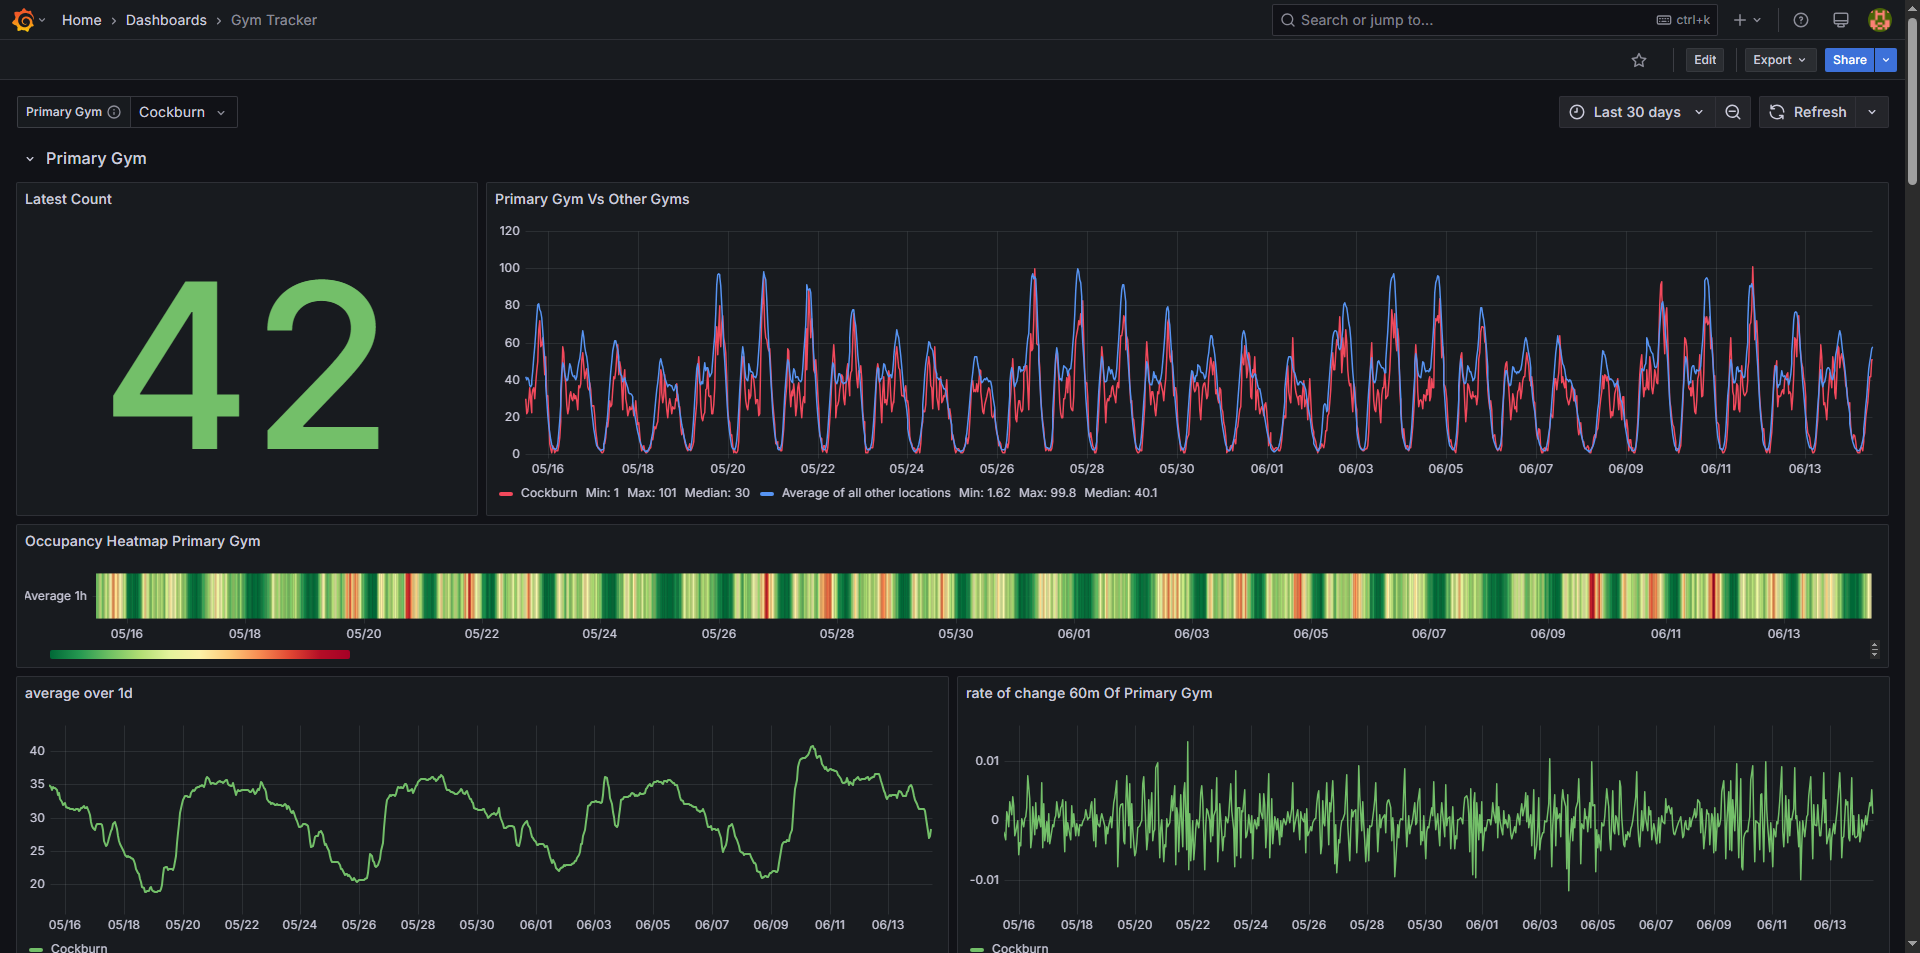 Home › Dashboards › Gym Tracker
Search or jump to...
ctrl+k
Edit
Export
Share
Primary Gym
Cockburn
Last 30 days
Refresh
Primary Gym
Latest Count
42
Primary Gym Vs Other Gyms
120
100
80
60
40
20
0
05/16 05/18 05/20 05/22 05/24 05/26 05/28 05/30 06/01 06/03 06/05 06/07 06/09 06/11 06/13
Cockburn Min: 1 Max: 101 Median: 30 Average of all other locations Min: 1.62 Max: 99.8 Median: 40.1
Occupancy Heatmap Primary Gym
Average 1h
05/16 05/18 05/20 05/22 05/24 05/26 05/28 05/30 06/01 06/03 06/05 06/07 06/09 06/11 06/13
average over 1d
40
35
30
25
20
05/16 05/18 05/20 05/22 05/24 05/26 05/28 05/30 06/01 06/03 06/05 06/07 06/09 06/11 06/13
Cockburn
rate of change 60m Of Primary Gym
0.01
0
-0.01
05/16 05/18 05/20 05/22 05/24 05/26 05/28 05/30 06/01 06/03 06/05 06/07 06/09 06/11 06/13
Cockburn